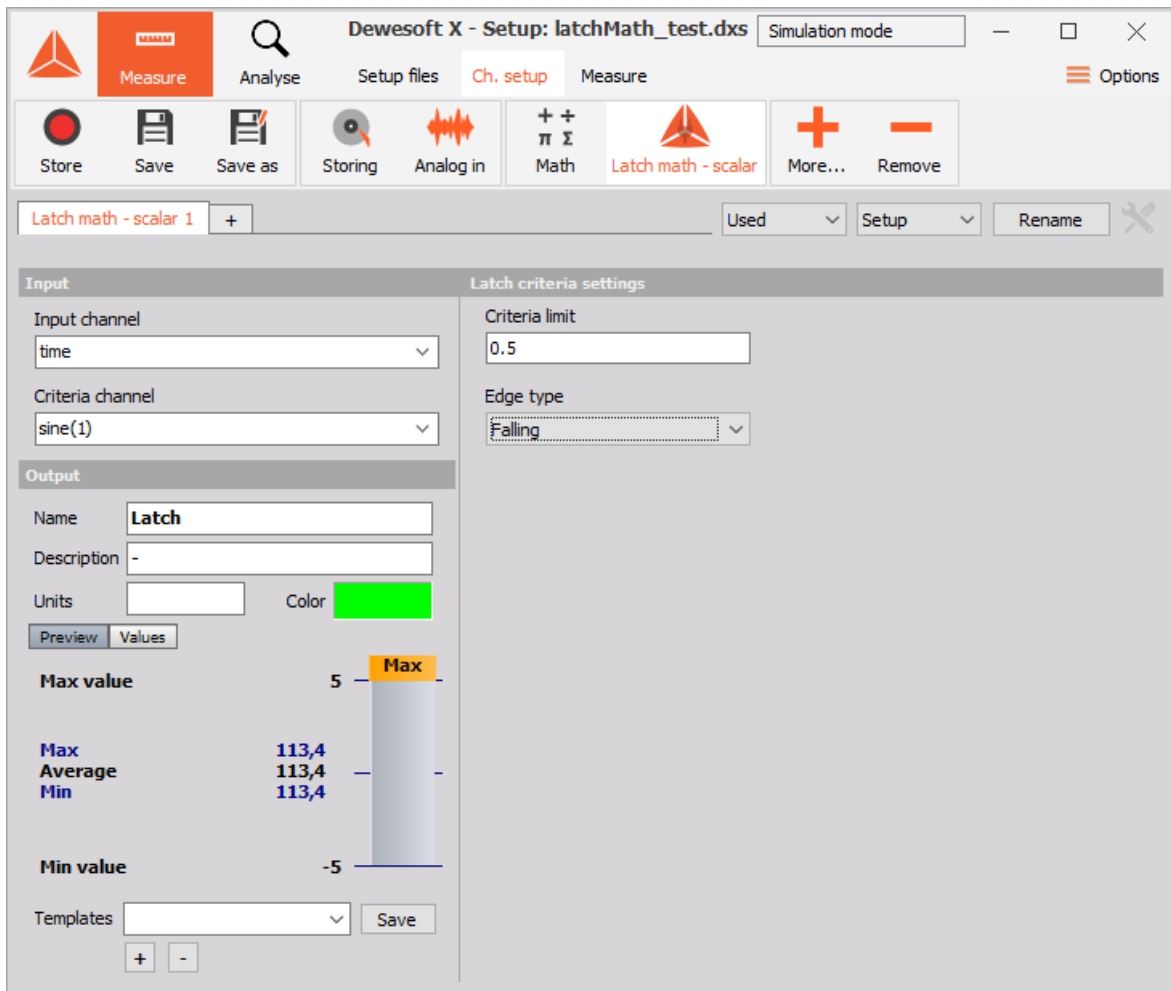 Dewesoft X - Setup: latchMath_test.dxs
Simulation mode
Measure
Analyse
Setup files
Ch. setup
Measure
Options
Store
Save
Save as
Storing
Analog in
+ ÷
π Σ
Math
Latch math - scalar
More...
Remove
Latch math - scalar 1
+
Used
Setup
Rename
Input
Input channel
time
Criteria channel
sine(1)
Latch criteria settings
Criteria limit
0.5
Edge type
Falling
Output
Name Latch
Description -
Units
Color
Preview Values
Max
Max value 5
Max 113,4
Average 113,4
Min 113,4
Min value -5
Templates
Save
+ -